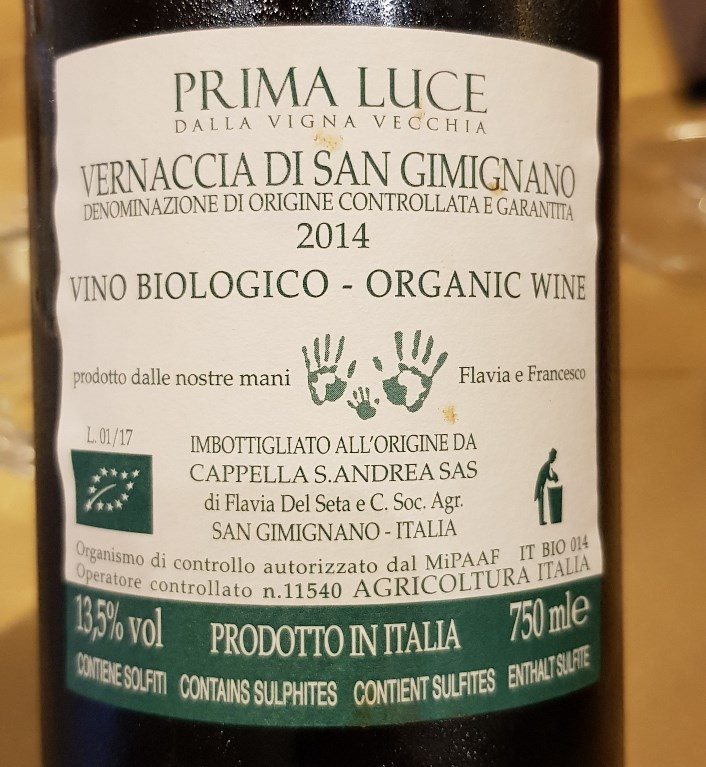 PRIMA LUCE
DALLA VIGNA VECCHIA
VERNACCIA DI SAN GIMIGNANO
DENOMINAZIONE DI ORIGINE CONTROLLATA E GARANTITA
2014
VINO BIOLOGICO - ORGANIC WINE
prodotto dalle nostre mani Flavia e Francesco
L. 01/17
IMBOTTIGLIATO ALL'ORIGINE DA
CAPPELLA S.ANDREA SAS
di Flavia Del Seta e C. Soc. Agr.
SAN GIMIGNANO - ITALIA
Organismo di controllo autorizzato dal MiPAAF IT BIO 014
Operatore controllato n.11540 AGRICOLTURA ITALIA
13,5% vol PRODOTTO IN ITALIA 750 ml e
CONTIENE SOLFITI CONTAINS SULPHITES CONTIENT SULFITES ENTHALT SULFITE